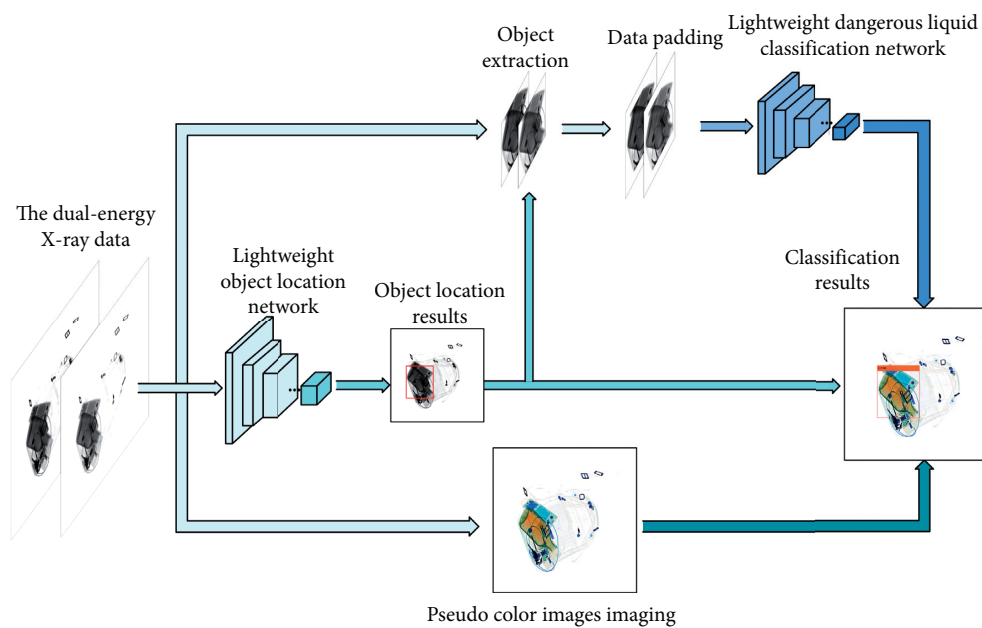 Object
extraction
Data padding
Lightweight dangerous liquid
classification network
The dual-energy
X-ray data
Lightweight
object location
network
Object location
results
Classification
results
Pseudo color images imaging